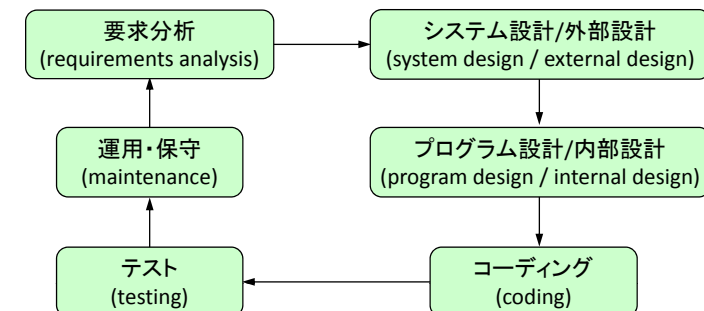 要求分析
(requirements analysis)
システム設計/外部設計
(system design / external design)
運用・保守
(maintenance)
プログラム設計/内部設計
(program design / internal design)
テスト
(testing)
コーディング
(coding)